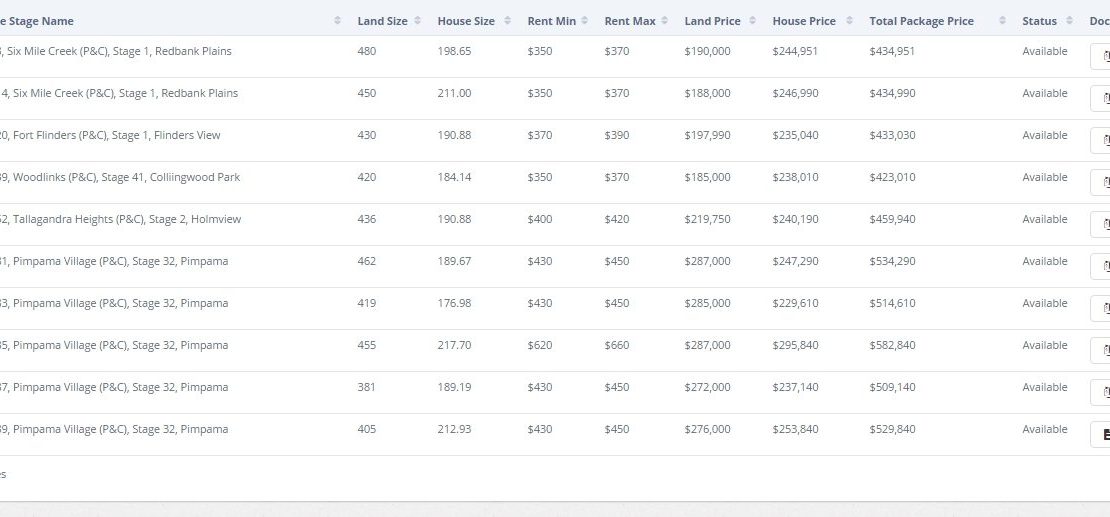 e Stage Name Land Size House Size Rent Min Rent Max Land Price House Price Total Package Price Status Doc
, Six Mile Creek (P&C), Stage 1, Redbank Plains 480 198.65 $350 $370 $190,000 $244,951 $434,951 Available
4, Six Mile Creek (P&C), Stage 1, Redbank Plains 450 211.00 $350 $370 $188,000 $246,990 $434,990 Available
20, Fort Flinders (P&C), Stage 1, Flinders View 430 190.88 $370 $390 $197,990 $235,040 $433,030 Available
39, Woodlinks (P&C), Stage 41, Colliingwood Park 420 184.14 $350 $370 $185,000 $238,010 $423,010 Available
52, Tallagandra Heights (P&C), Stage 2, Holmview 436 190.88 $400 $420 $219,750 $240,190 $459,940 Available
31, Pimpama Village (P&C), Stage 32, Pimpama 462 189.67 $430 $450 $287,000 $247,290 $534,290 Available
33, Pimpama Village (P&C), Stage 32, Pimpama 419 176.98 $430 $450 $285,000 $229,610 $514,610 Available
35, Pimpama Village (P&C), Stage 32, Pimpama 455 217.70 $620 $660 $287,000 $295,840 $582,840 Available
37, Pimpama Village (P&C), Stage 32, Pimpama 381 189.19 $430 $450 $272,000 $237,140 $509,140 Available
39, Pimpama Village (P&C), Stage 32, Pimpama 405 212.93 $430 $450 $276,000 $253,840 $529,840 Available
es